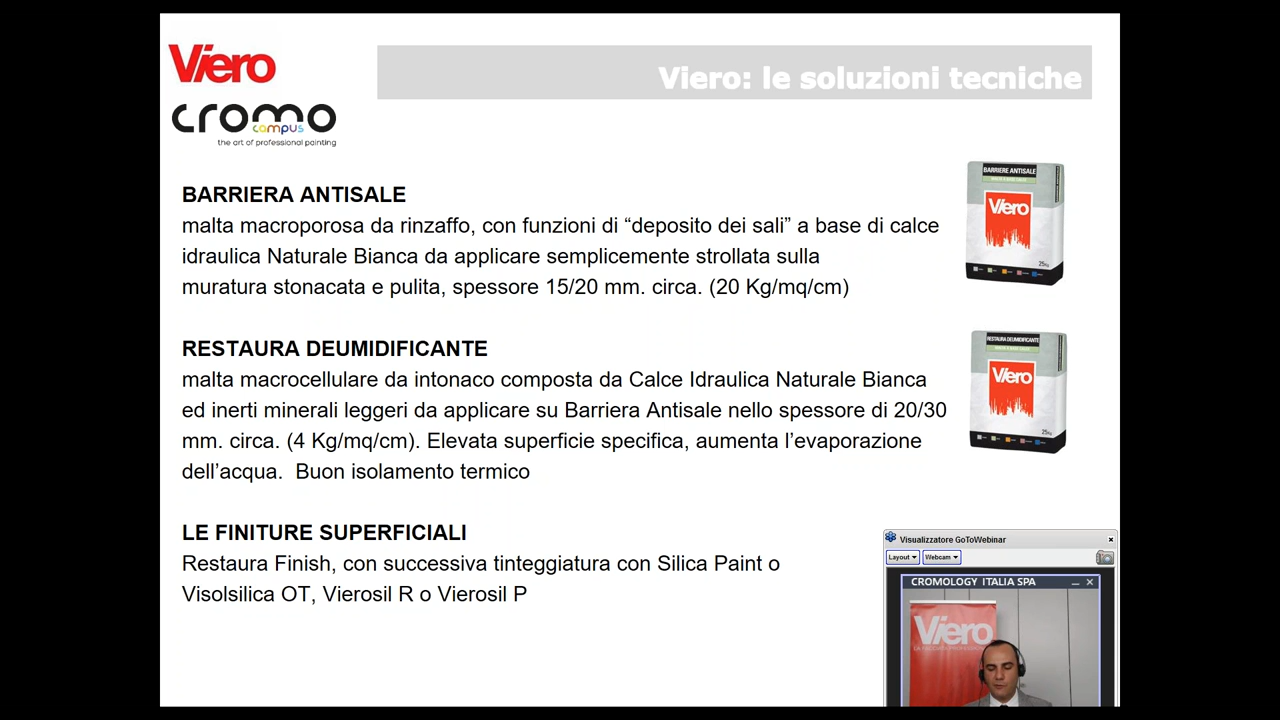 Viero
cromo
campus
the art of professional painting
Viero: le soluzioni tecniche
BARRIERA ANTISALE
malta macroporosa da rinzaffo, con funzioni di “deposito dei sali” a base di calce
idraulica Naturale Bianca da applicare semplicemente strollata sulla
muratura stonacata e pulita, spessore 15/20 mm. circa. (20 Kg/mq/cm)
BARRIERE ANTISALE
Viero
25Kg
RESTAURA DEUMIDIFICANTE
malta macrocellulare da intonaco composta da Calce Idraulica Naturale Bianca
ed inerti minerali leggeri da applicare su Barriera Antisale nello spessore di 20/30
mm. circa. (4 Kg/mq/cm). Elevata superficie specifica, aumenta l’evaporazione
dell’acqua.  Buon isolamento termico
RESTAURA DEUMIDIFICANTE
Viero
25Kg
LE FINITURE SUPERFICIALI
Restaura Finish, con successiva tinteggiatura con Silica Paint o
Visolsilica OT, Vierosil R o Vierosil P
Visualizzatore GoToWebinar
Layout
Webcam
CROMOLOGY ITALIA SPA
Viero